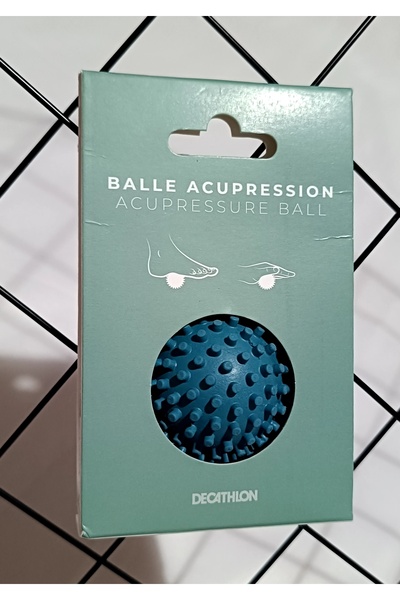 BALLE ACUPRESSION
ACUPRESSURE BALL
DECATHLON